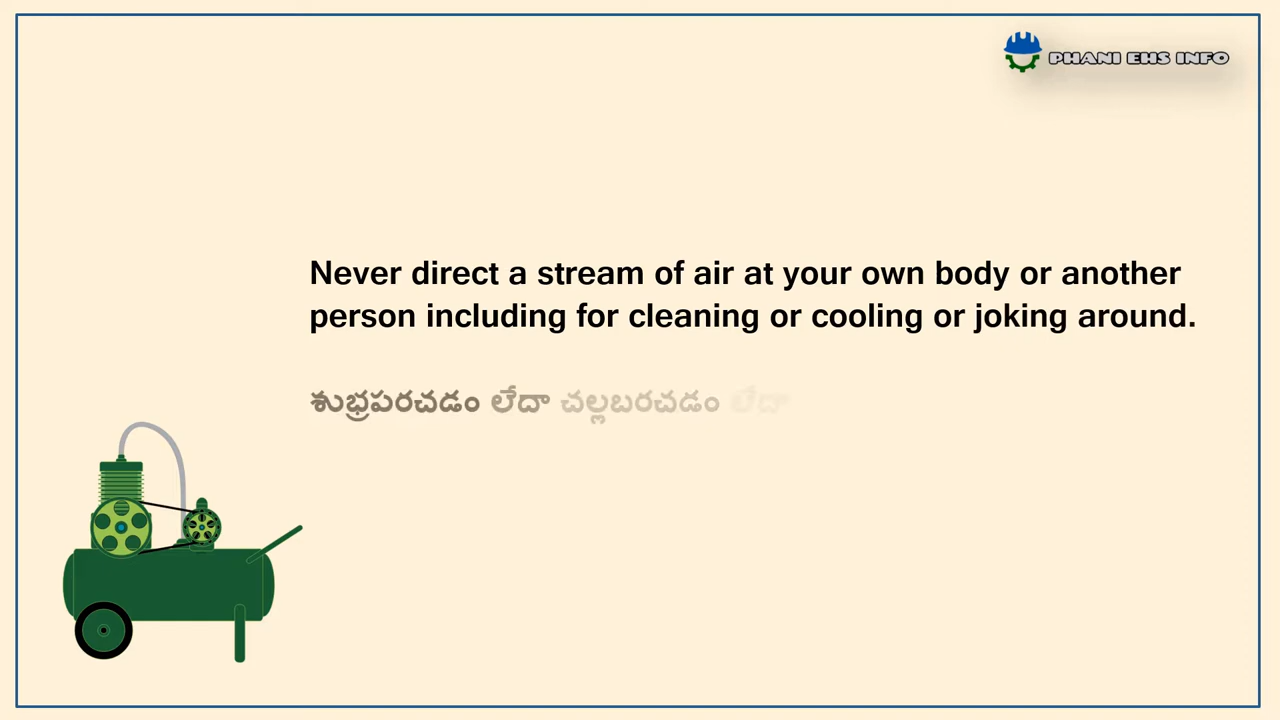 PHANI EHS INFO
Never direct a stream of air at your own body or another
person including for cleaning or cooling or joking around.
శుభ్రపరచడం లేదా చల్లబరచడం లేదా